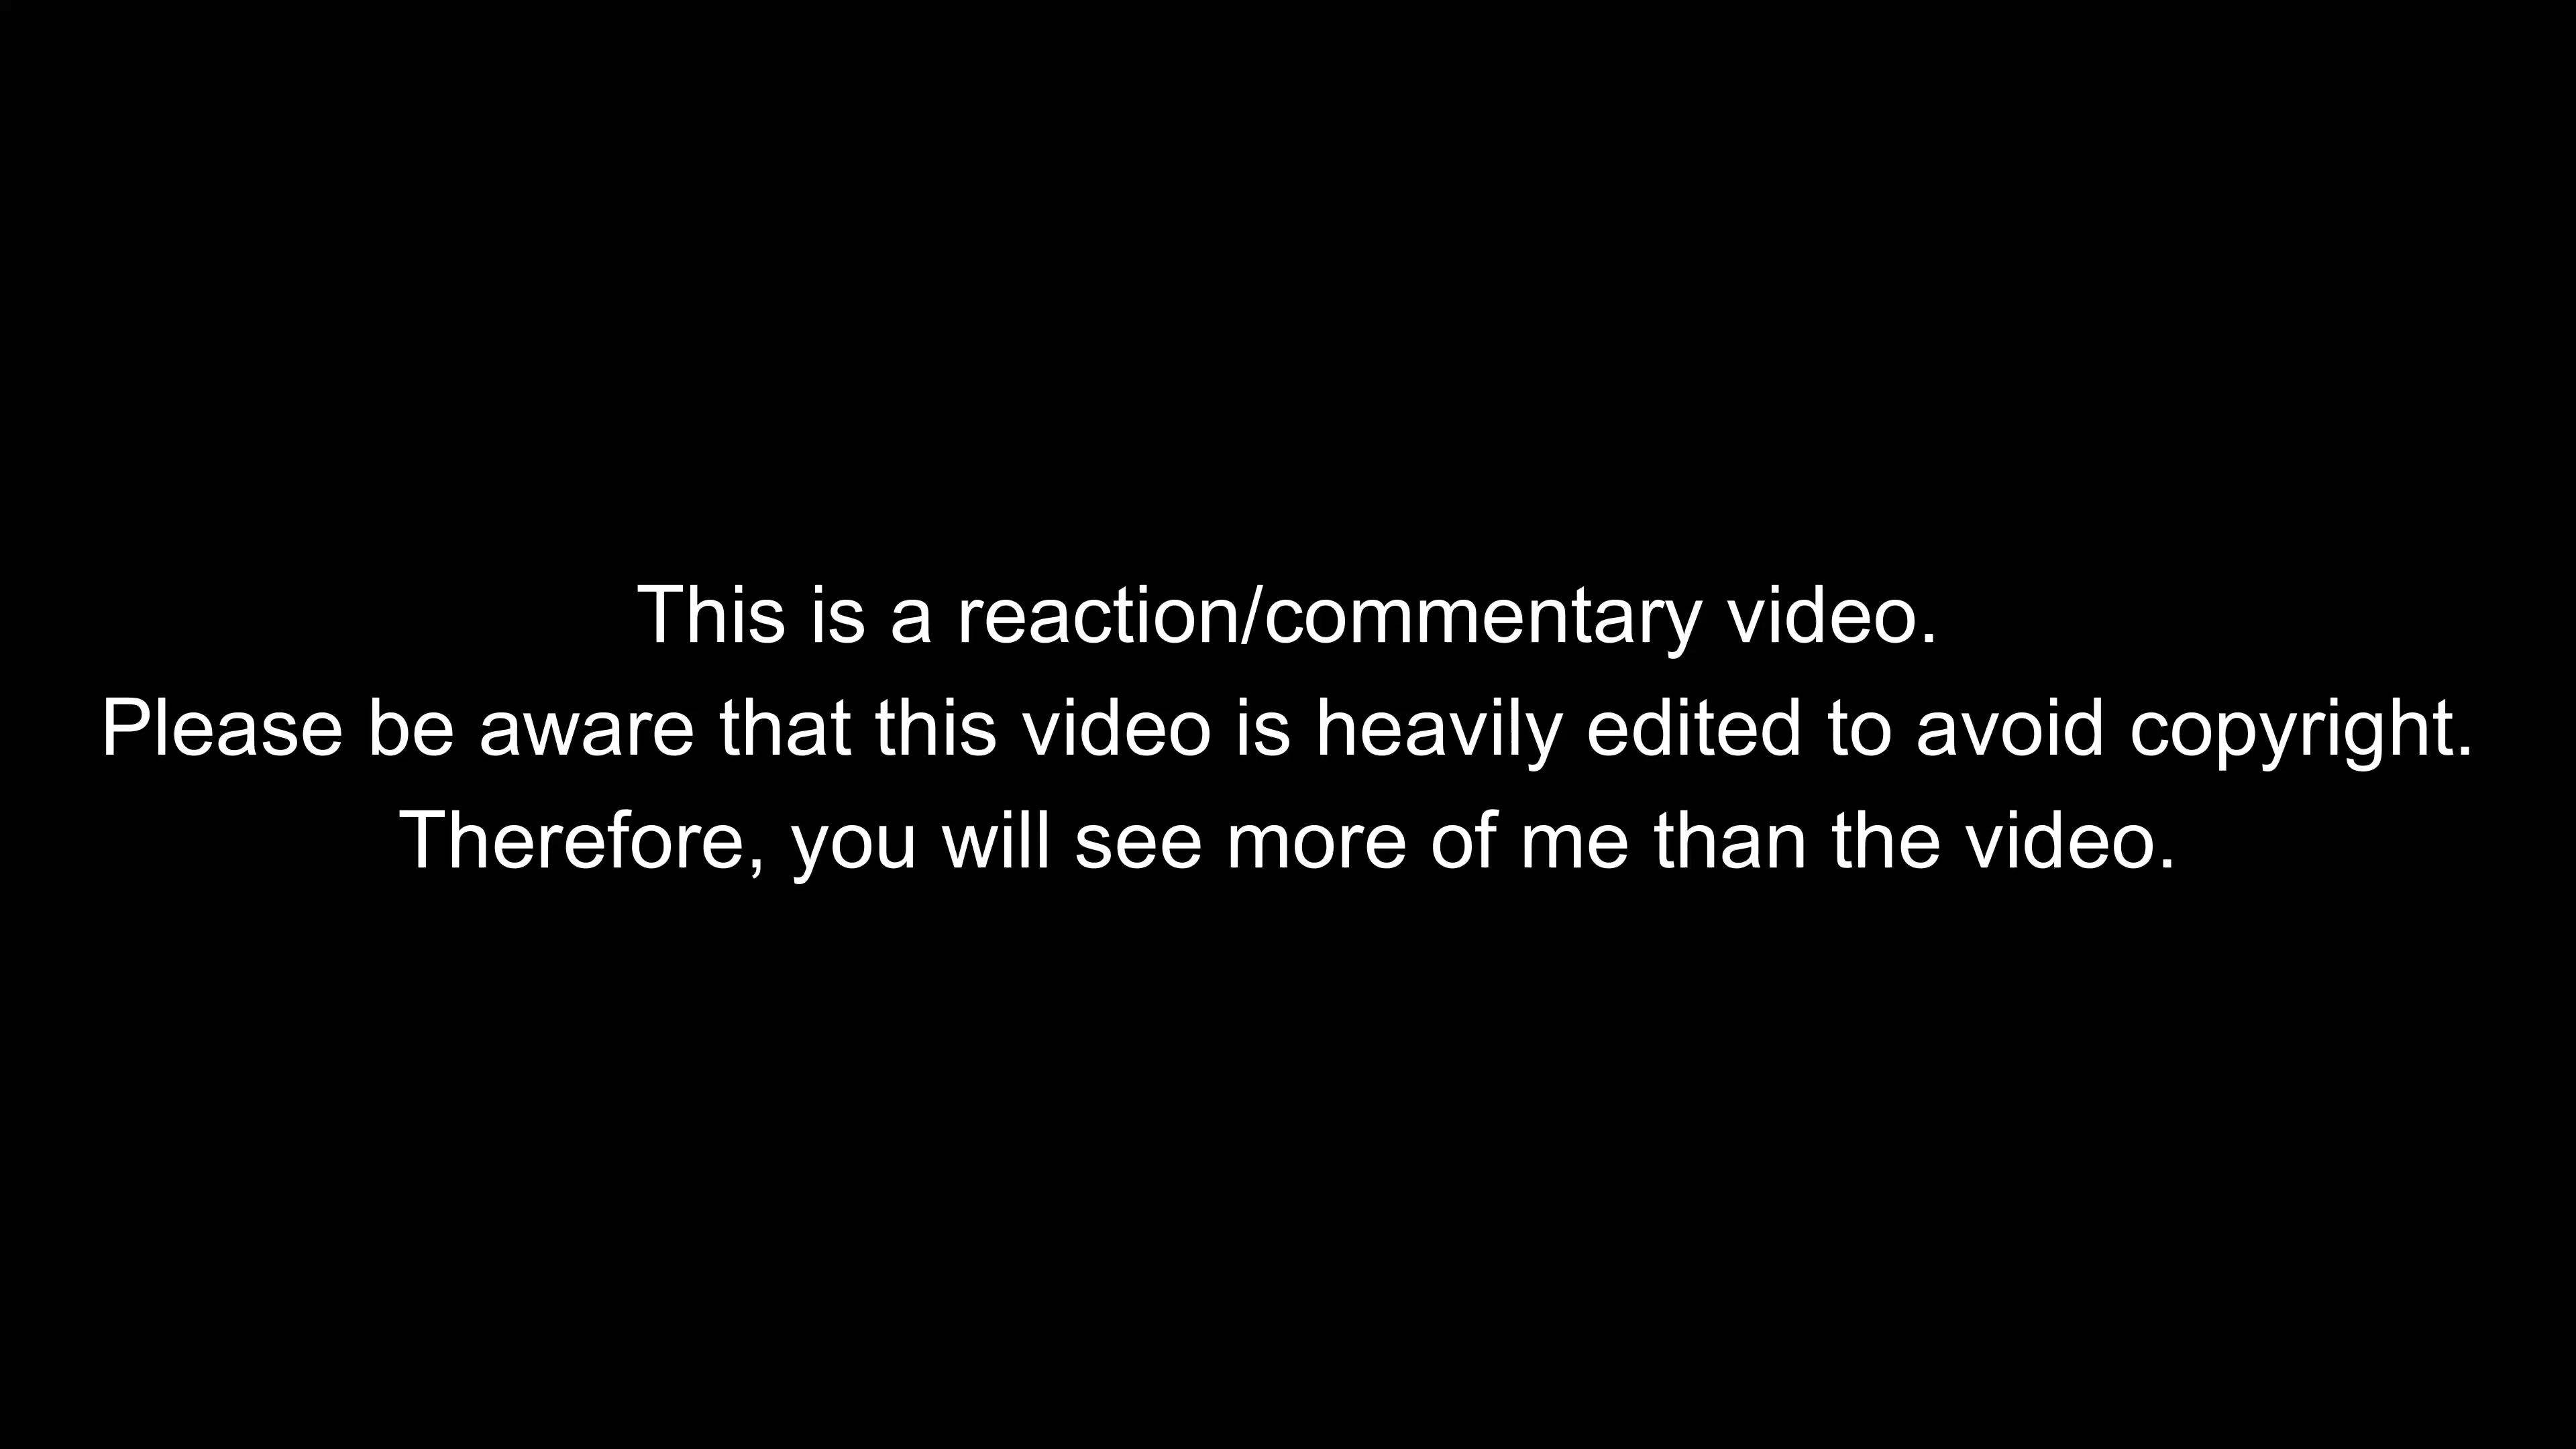 This is a reaction/commentary video.
Please be aware that this video is heavily edited to avoid copyright.
Therefore, you will see more of me than the video.